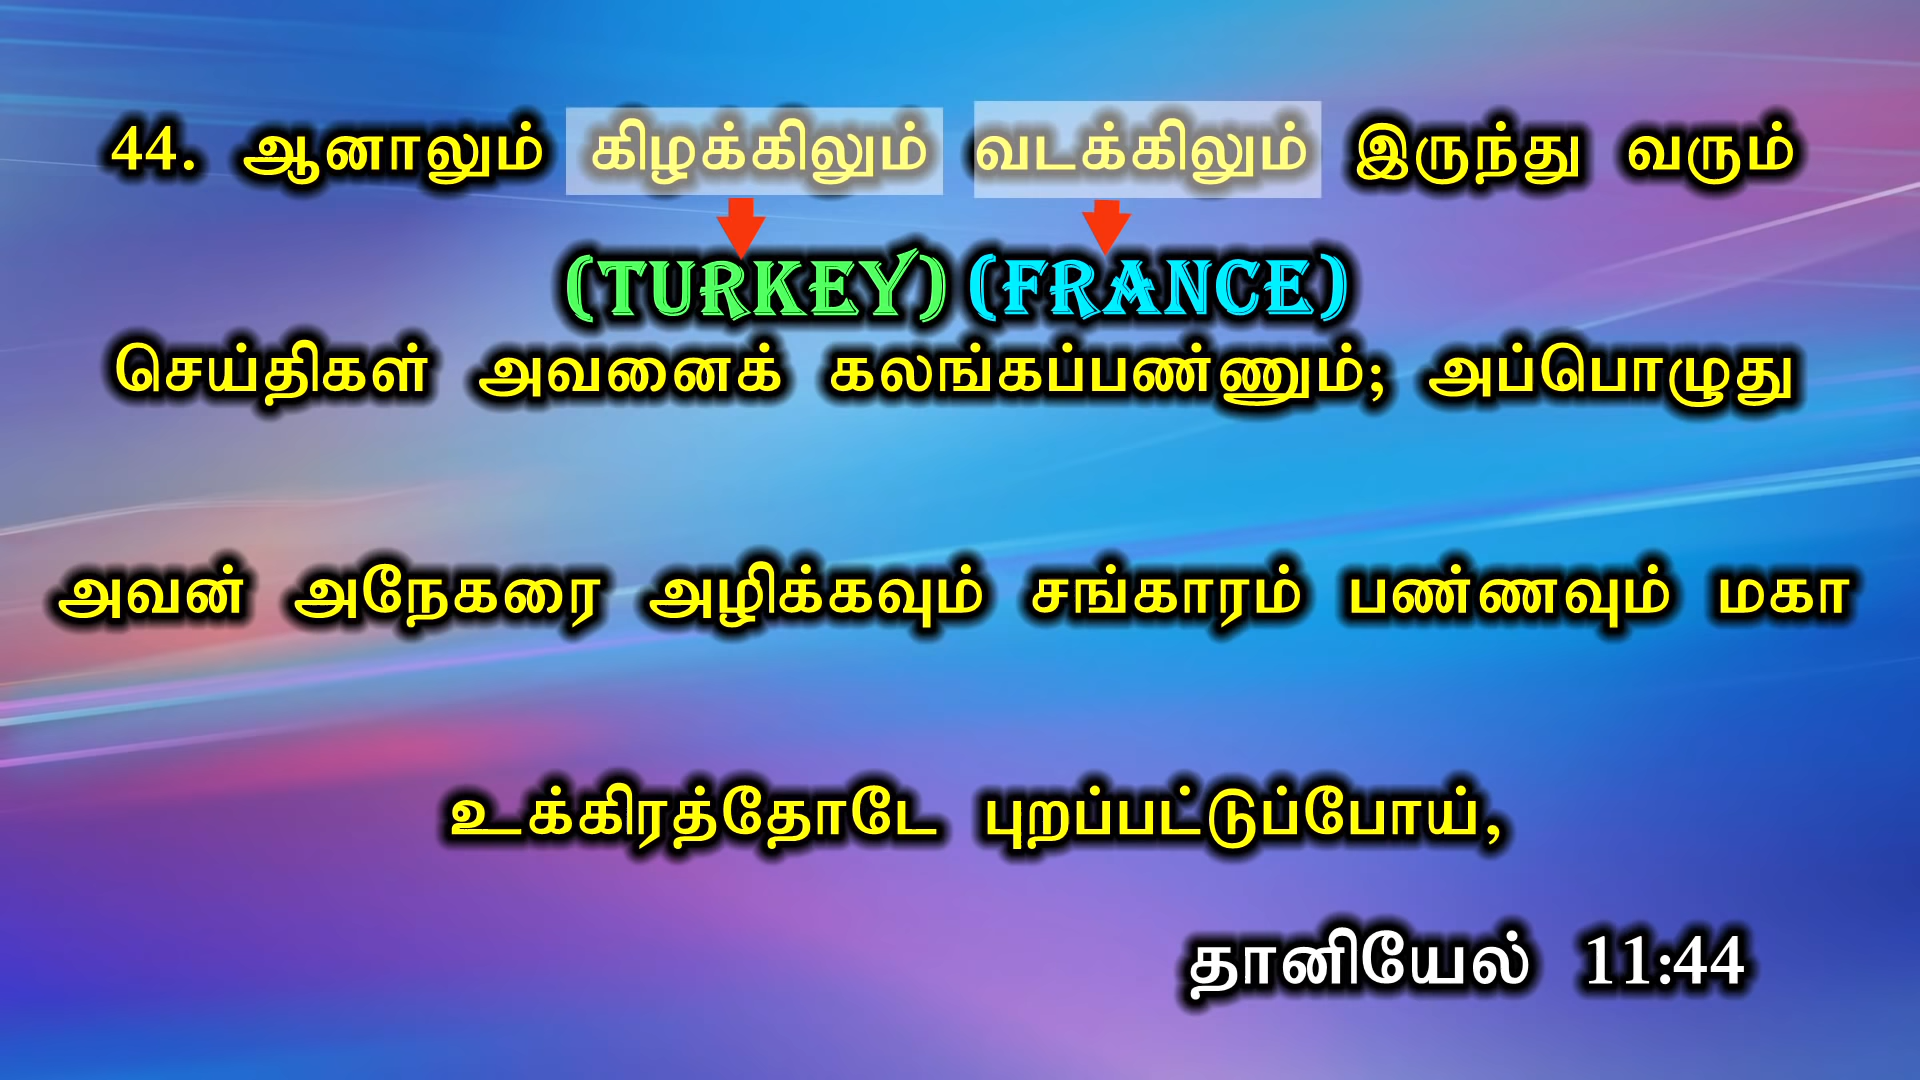 44. ஆனாலும் கிழக்கிலும் வடக்கிலும் இருந்து வரும்
(TURKEY) (FRANCE)
செய்திகள் அவனைக் கலங்கப்பண்ணும்; அப்பொழுது
அவன் அநேகரை அழிக்கவும் சங்காரம் பண்ணவும் மகா
உக்கிரத்தோடே புறப்பட்டுப்போய்,
தானியேல் 11:44